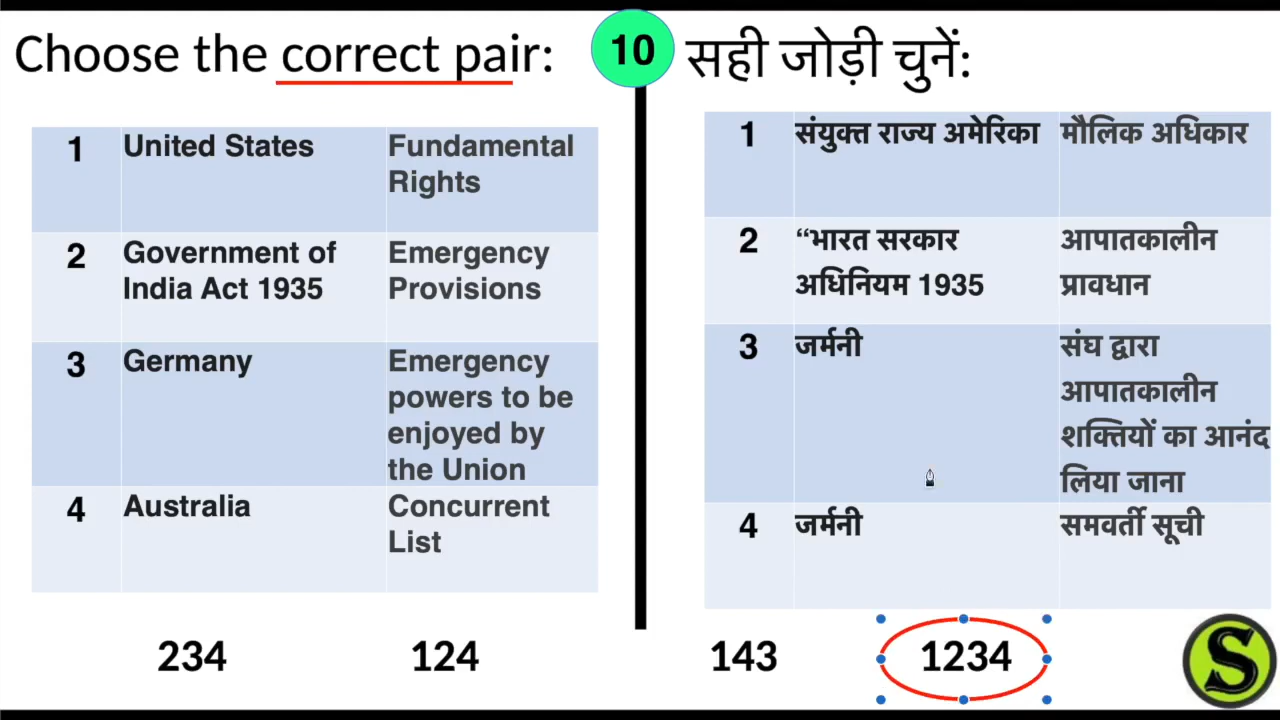 Choose the correct pair:
10
सही जोड़ी चुनें:
1 United States Fundamental
Rights
2 Government of Emergency
India Act 1935 Provisions
3 Germany Emergency
powers to be
enjoyed by
the Union
4 Australia Concurrent
List
1 संयुक्त राज्य अमेरिका मौलिक अधिकार
2 “भारत सरकार आपातकालीन
अधिनियम 1935 प्रावधान
3 जर्मनी संघ द्वारा
आपातकालीन
शक्तियों का आनंद
लिया जाना
4 जर्मनी समवर्ती सूची
234 124 143 1234
S